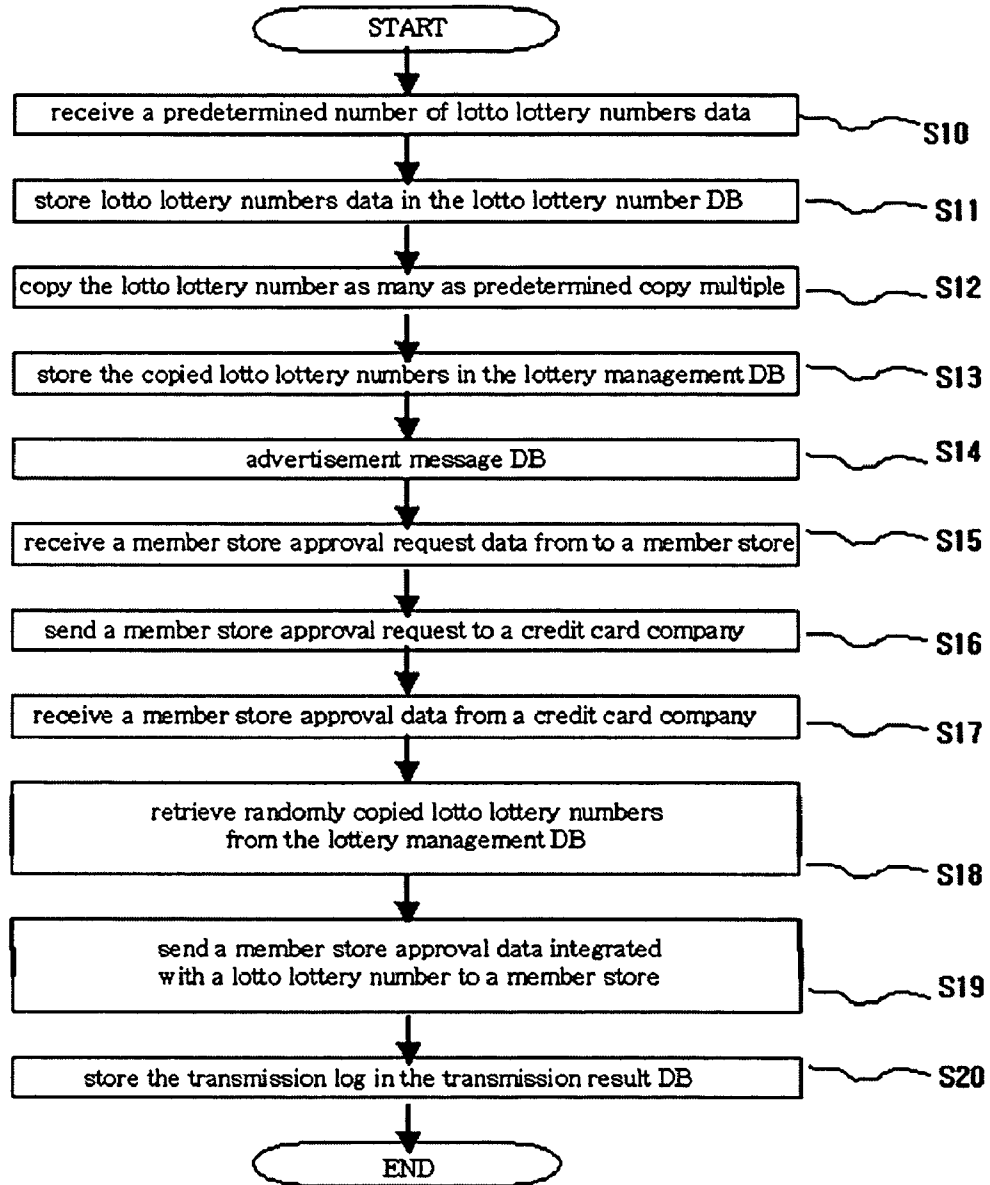 START
receive a predetermined number of lotto lottery numbers data
S10
store lotto lottery numbers data in the lotto lottery number DB
S11
copy the lotto lottery number as many as predetermined copy multiple
S12
store the copied lotto lottery numbers in the lottery management DB
S13
advertisement message DB
S14
receive a member store approval request data from to a member store
S15
send a member store approval request to a credit card company
S16
receive a member store approval data from a credit card company
S17
retrieve randomly copied lotto lottery numbers
from the lottery management DB
S18
send a member store approval data integrated
with a lotto lottery number to a member store
S19
store the transmission log in the transmission result DB
S20
END